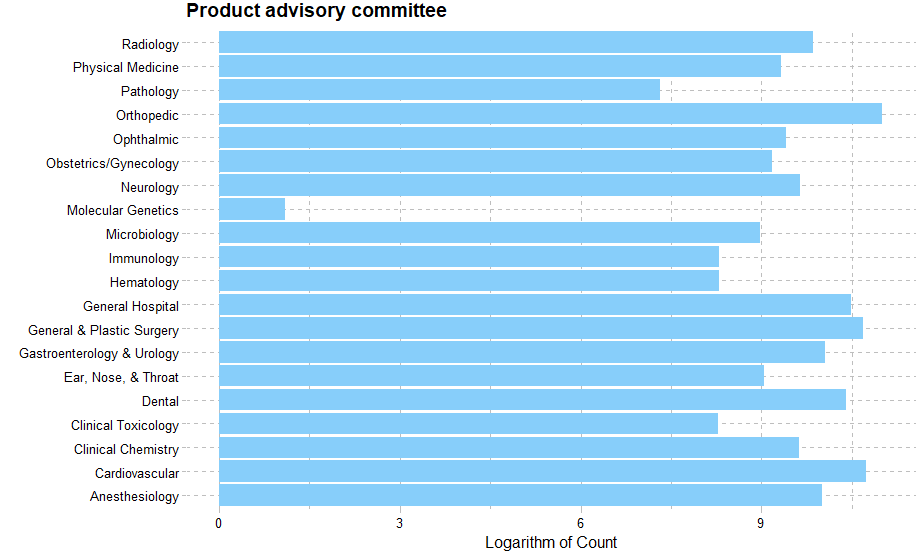 Product advisory committee
Radiology
Physical Medicine
Pathology
Orthopedic
Ophthalmic
Obstetrics/Gynecology
Neurology
Molecular Genetics
Microbiology
Immunology
Hematology
General Hospital
General & Plastic Surgery
Gastroenterology & Urology
Ear, Nose, & Throat
Dental
Clinical Toxicology
Clinical Chemistry
Cardiovascular
Anesthesiology
0 3 6 9
Logarithm of Count